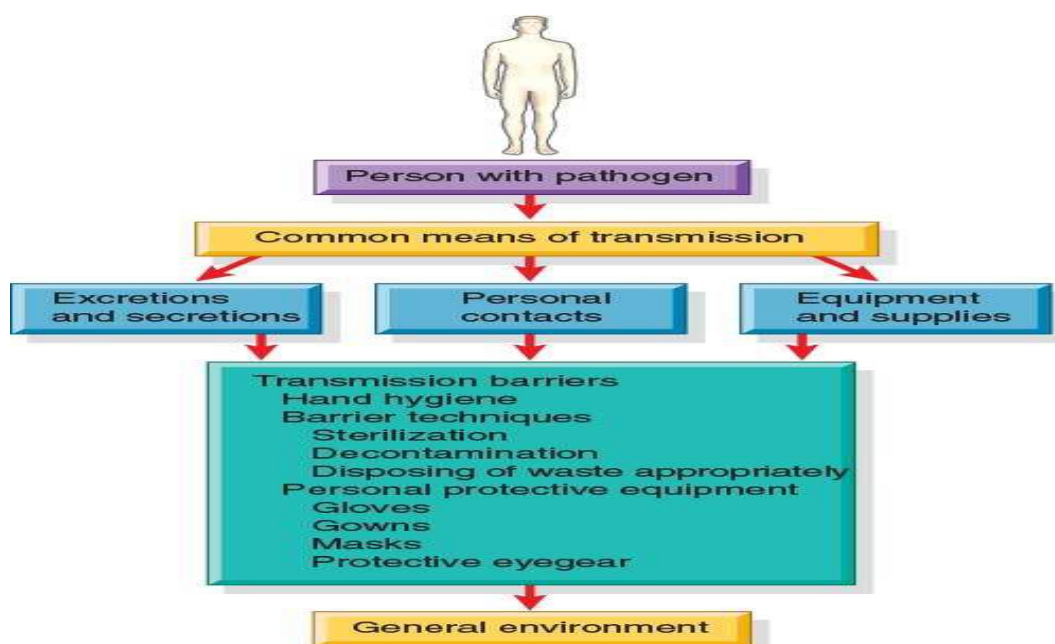 Person with pathogen
Common means of transmission
Excretions
and secretions
Personal
contacts
Equipment
and supplies
Transmission barriers
Hand hygiene
Barrier techniques
Sterilization
Decontamination
Disposing of waste appropriately
Personal protective equipment
Gloves
Gowns
Masks
Protective eyegear
General environment